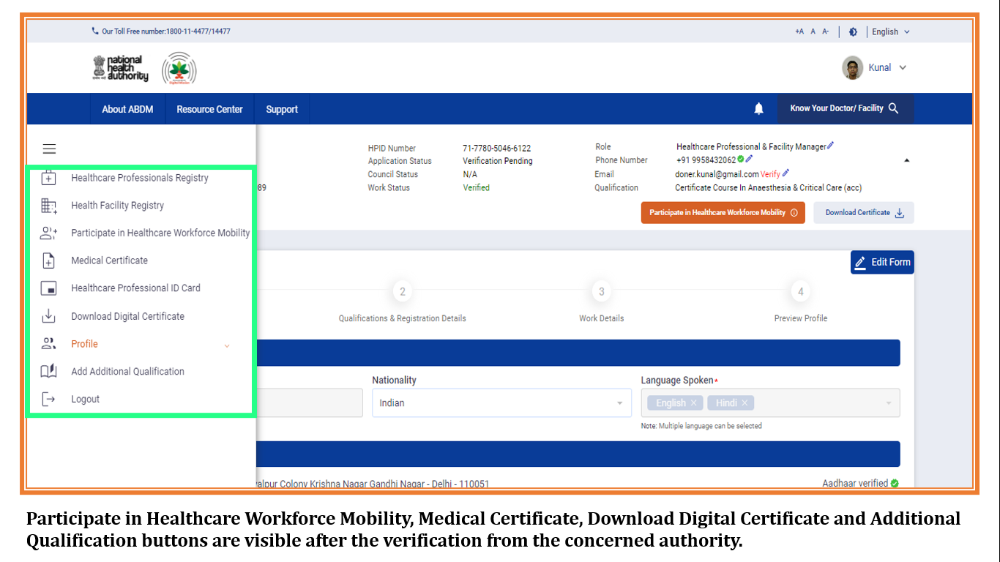 Our Toll Free number:1800-11-4477/14477
+A A A- English
national
health
authority
Digital Mission
Kunal
About ABDM Resource Center Support Know Your Doctor/ Facility
HPID Number 71-7780-5046-6122 Role Healthcare Professional & Facility Manager
Application Status Verification Pending Phone Number +91 9958432062
Council Status N/A Email doner.kunal@gmail.com Verify
89 Work Status Verified Qualification Certificate Course In Anaesthesia & Critical Care (acc)
Participate in Healthcare Workforce Mobility Download Certificate
Healthcare Professionals Registry
Health Facility Registry
Participate in Healthcare Workforce Mobility
Medical Certificate
Healthcare Professional ID Card
Download Digital Certificate
Profile
Add Additional Qualification
Logout
Edit Form
2 3 4
Qualifications & Registration Details Work Details Preview Profile
Nationality Language Spoken*
Indian English × Hindi ×
Note: Multiple language can be selected
Colony Krishna Nagar Gandhi Nagar - Delhi - 110051 Aadhaar verified
Participate in Healthcare Workforce Mobility, Medical Certificate, Download Digital Certificate and Additional
Qualification buttons are visible after the verification from the concerned authority.